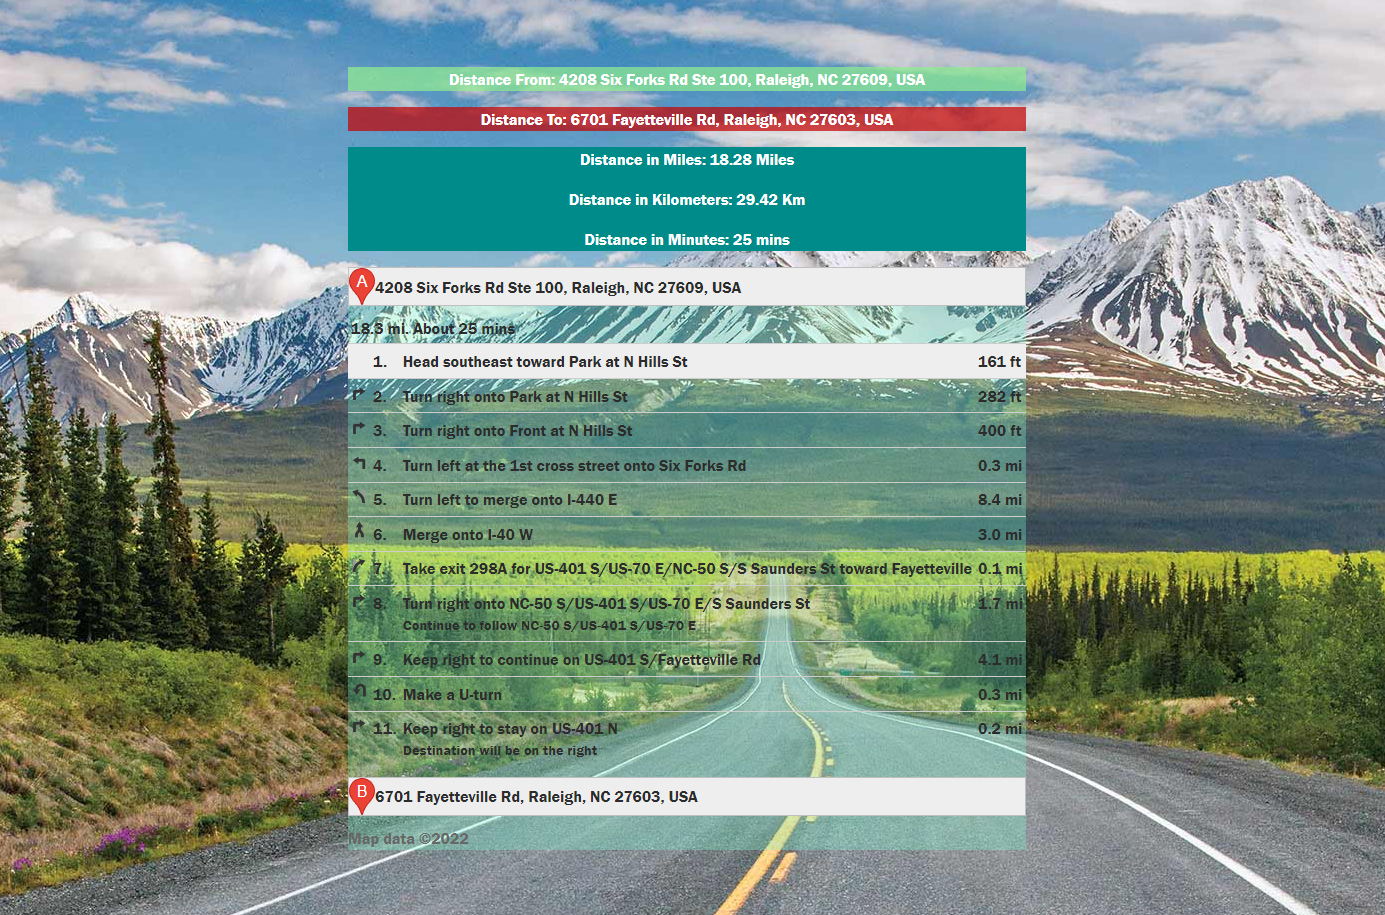 Distance From: 4208 Six Forks Rd Ste 100, Raleigh, NC 27609, USA
Distance To: 6701 Fayetteville Rd, Raleigh, NC 27603, USA
Distance in Miles: 18.28 Miles
Distance in Kilometers: 29.42 Km
Distance in Minutes: 25 mins
A 4208 Six Forks Rd Ste 100, Raleigh, NC 27609, USA
18.3 mi. About 25 mins
1. Head southeast toward Park at N Hills St 161 ft
2. Turn right onto Park at N Hills St 282 ft
3. Turn right onto Front at N Hills St 400 ft
4. Turn left at the 1st cross street onto Six Forks Rd 0.3 mi
5. Turn left to merge onto I-440 E 8.4 mi
6. Merge onto I-40 W 3.0 mi
7. Take exit 298A for US-401 S/US-70 E/NC-50 S/S Saunders St toward Fayetteville 0.1 mi
8. Turn right onto NC-50 S/US-401 S/US-70 E/S Saunders St 1.7 mi
Continue to follow NC-50 S/US-401 S/US-70 E
9. Keep right to continue on US-401 S/Fayetteville Rd 4.1 mi
10. Make a U-turn 0.3 mi
11. Keep right to stay on US-401 N 0.2 mi
Destination will be on the right
B 6701 Fayetteville Rd, Raleigh, NC 27603, USA
Map data ©2022